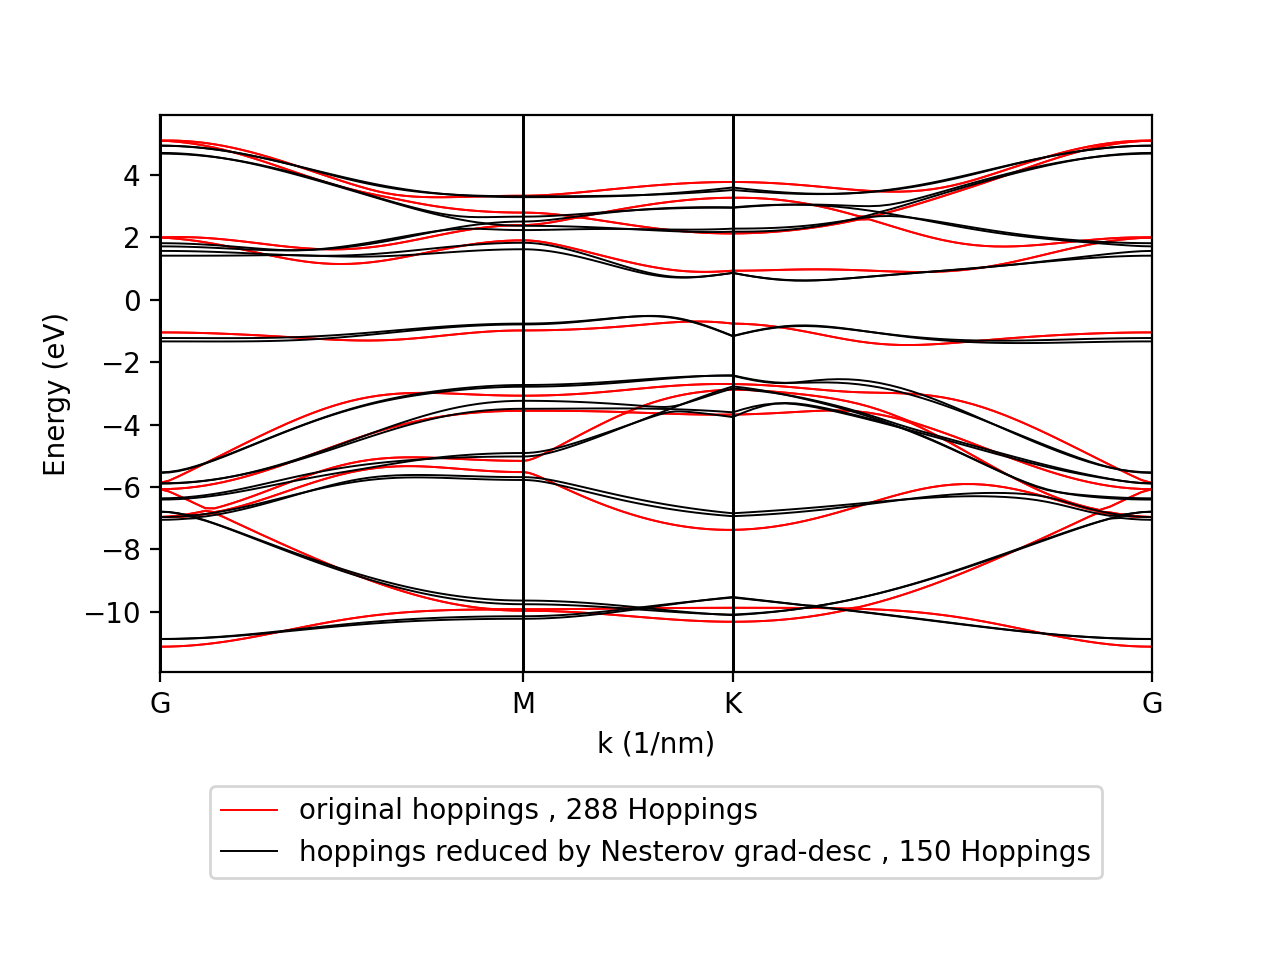 4
2
0
−2
−4
−6
−8
−10
Energy (eV)
G M K G
k (1/nm)
original hoppings , 288 Hoppings
hoppings reduced by Nesterov grad-desc , 150 Hoppings